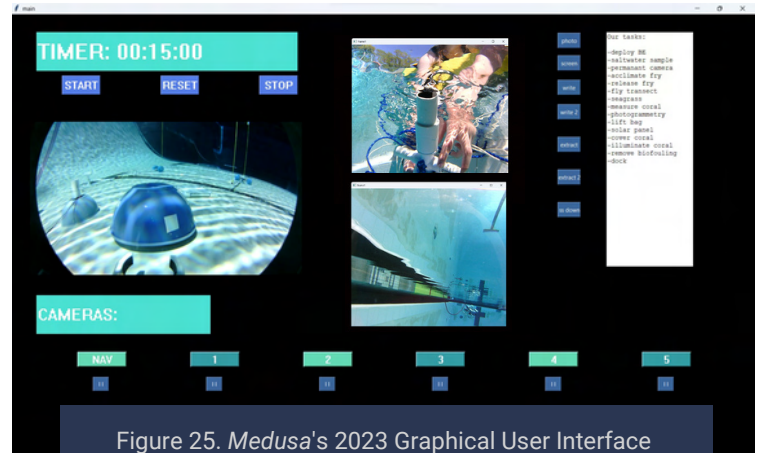 main
TIMER: 00:15:00
START RESET STOP
photo
screen
write
write 2
extract
extract 2
Our tasks:
-deploy RE
-saltwater sample
-permanant camera
-acclimate fry
-release fry
-fly transect
-seagrass
-measure coral
-photogrammetry
-lift bag
-solar panel
-cover coral
-illuminate coral
-remove biofouling
-dock
CAMERAS:
NAV 1 2 3 4 5
Figure 25. Medusa's 2023 Graphical User Interface